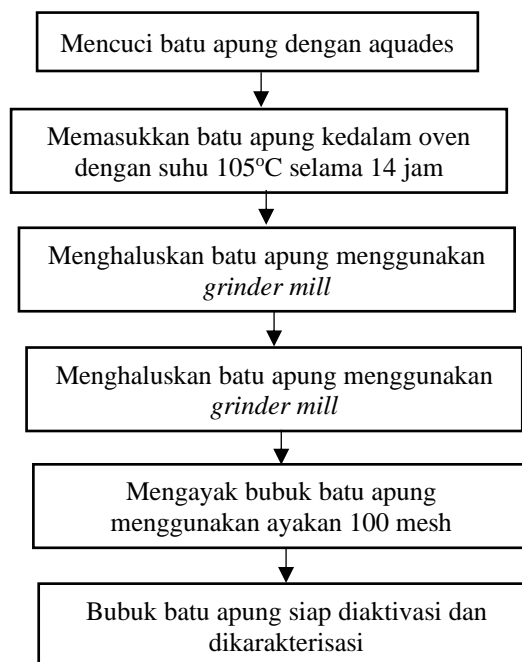 Mencuci batu apung dengan aquades
Memasukkan batu apung kedalam oven
dengan suhu 105°C selama 14 jam
Menghaluskan batu apung menggunakan
grinder mill
Menghaluskan batu apung menggunakan
grinder mill
Mengayak bubuk batu apung
menggunakan ayakan 100 mesh
Bubuk batu apung siap diaktivasi dan
dikarakterisasi